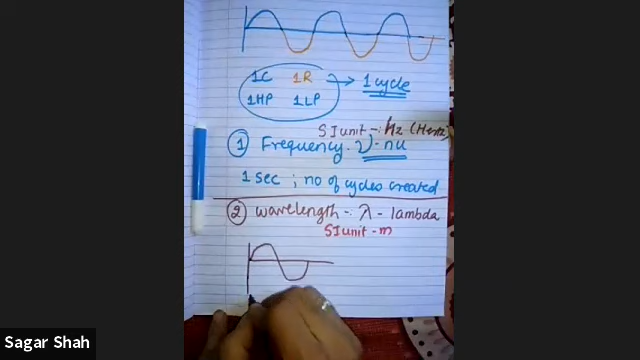 1C 1R → 1 cycle
1HP 1LP
SI unit -: hz (Hertz)
① Frequency. ν - nu
1 sec ; no of cycles created
② wavelength -: λ - lambda
SI unit - m
Sagar Shah